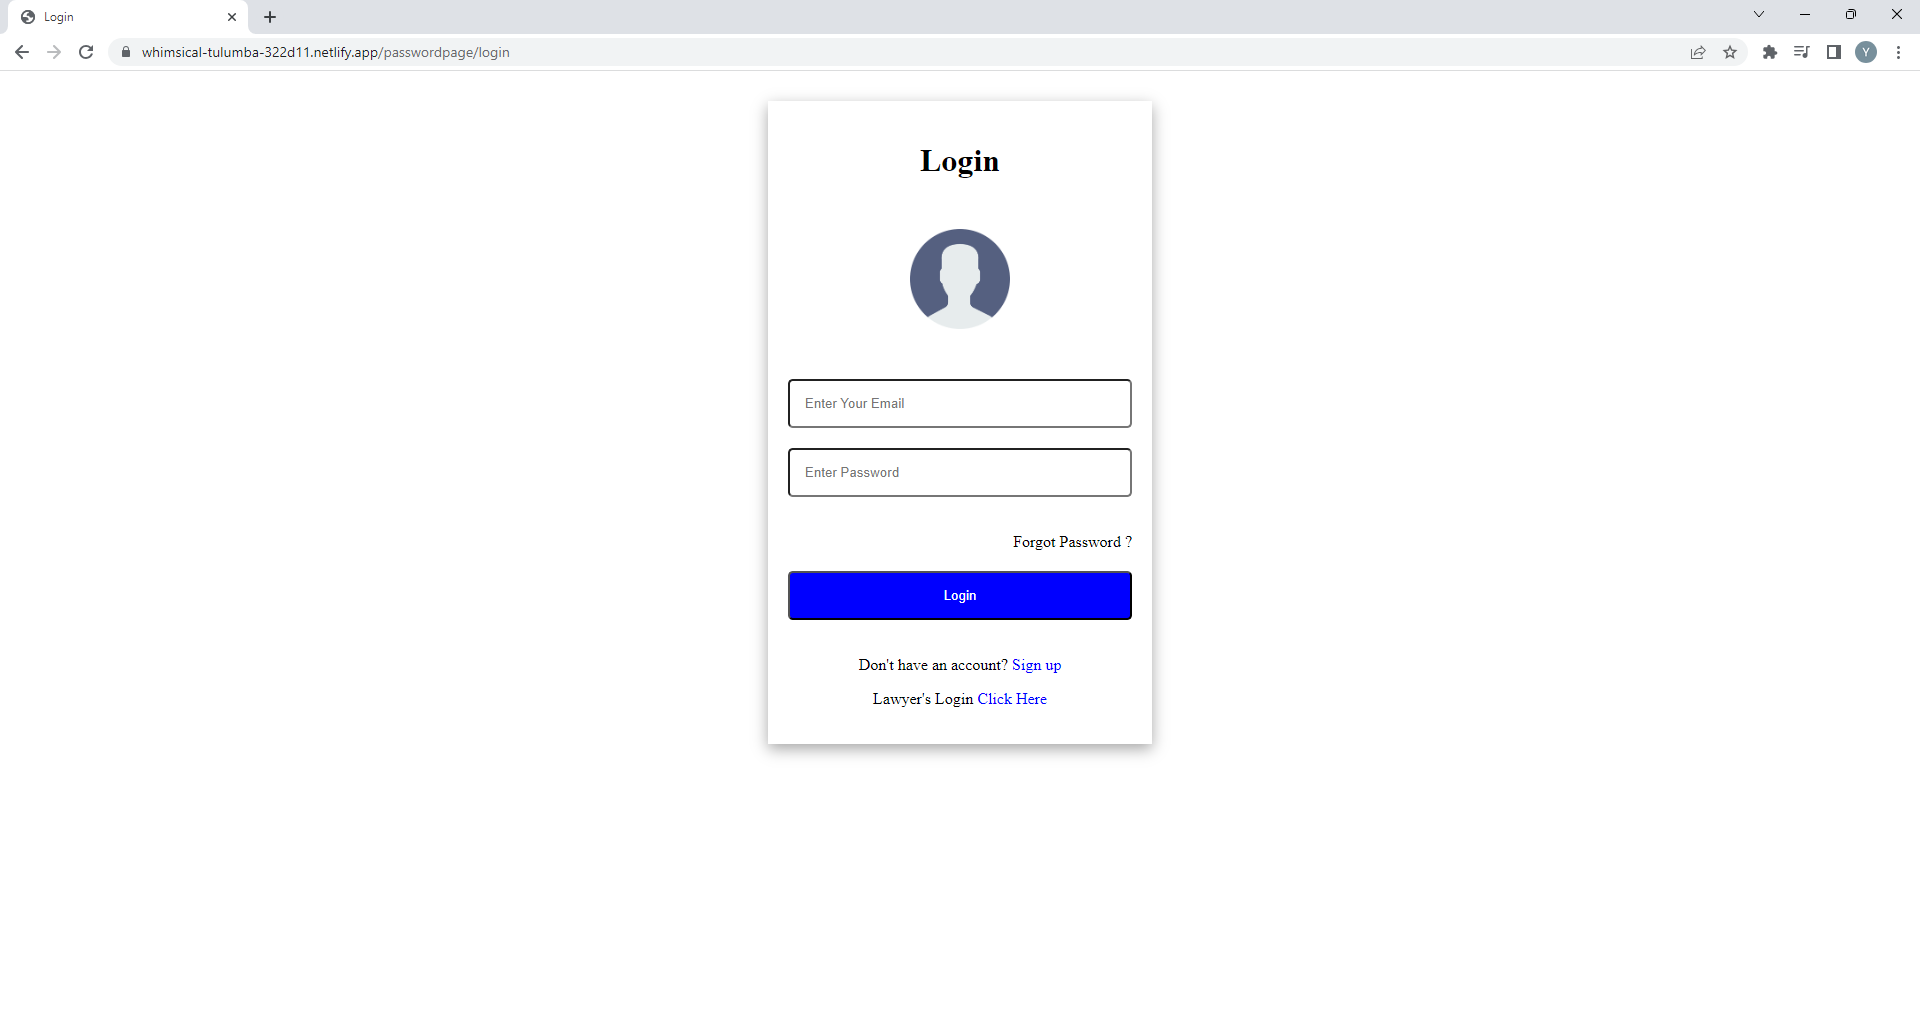 Login
whimsical-tulumba-322d11.netlify.app/passwordpage/login
Y
Login
Enter Your Email
Enter Password
Forgot Password ?
Login
Don't have an account? Sign up
Lawyer's Login Click Here